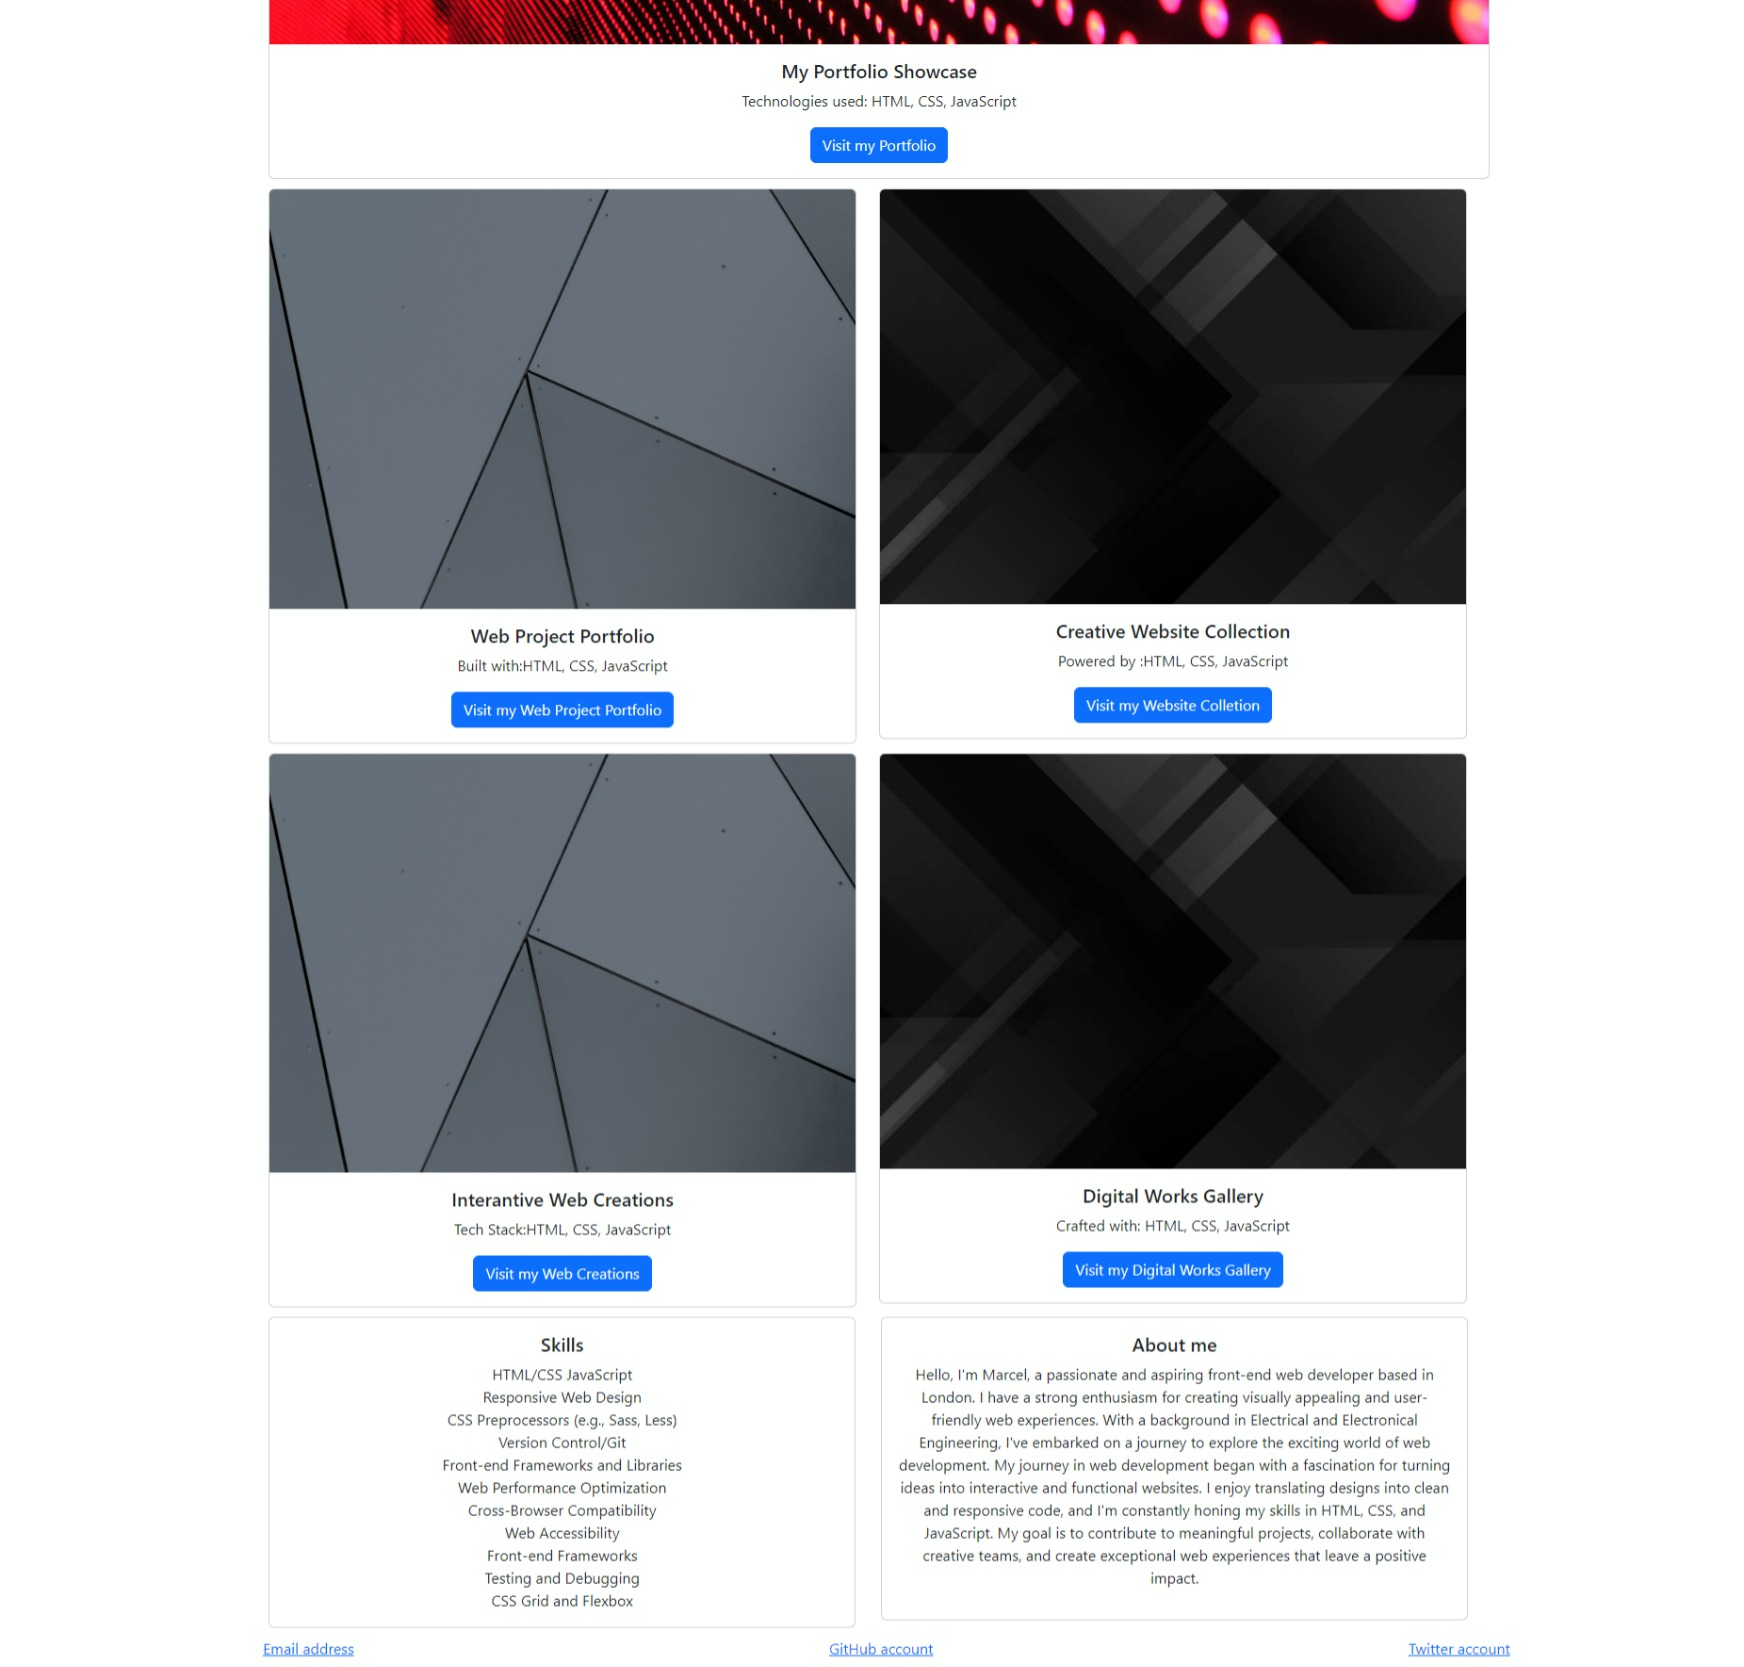 My Portfolio Showcase
Technologies used: HTML, CSS, JavaScript
Visit my Portfolio
Web Project Portfolio
Built with:HTML, CSS, JavaScript
Visit my Web Project Portfolio
Creative Website Collection
Powered by :HTML, CSS, JavaScript
Visit my Website Colletion
Interantive Web Creations
Tech Stack:HTML, CSS, JavaScript
Visit my Web Creations
Digital Works Gallery
Crafted with: HTML, CSS, JavaScript
Visit my Digital Works Gallery
Skills
HTML/CSS JavaScript
Responsive Web Design
CSS Preprocessors (e.g., Sass, Less)
Version Control/Git
Front-end Frameworks and Libraries
Web Performance Optimization
Cross-Browser Compatibility
Web Accessibility
Front-end Frameworks
Testing and Debugging
CSS Grid and Flexbox
About me
Hello, I'm Marcel, a passionate and aspiring front-end web developer based in
London. I have a strong enthusiasm for creating visually appealing and user-
friendly web experiences. With a background in Electrical and Electronical
Engineering, I've embarked on a journey to explore the exciting world of web
development. My journey in web development began with a fascination for turning
ideas into interactive and functional websites. I enjoy translating designs into clean
and responsive code, and I'm constantly honing my skills in HTML, CSS, and
JavaScript. My goal is to contribute to meaningful projects, collaborate with
creative teams, and create exceptional web experiences that leave a positive
impact.
Email address
GitHub account
Twitter account